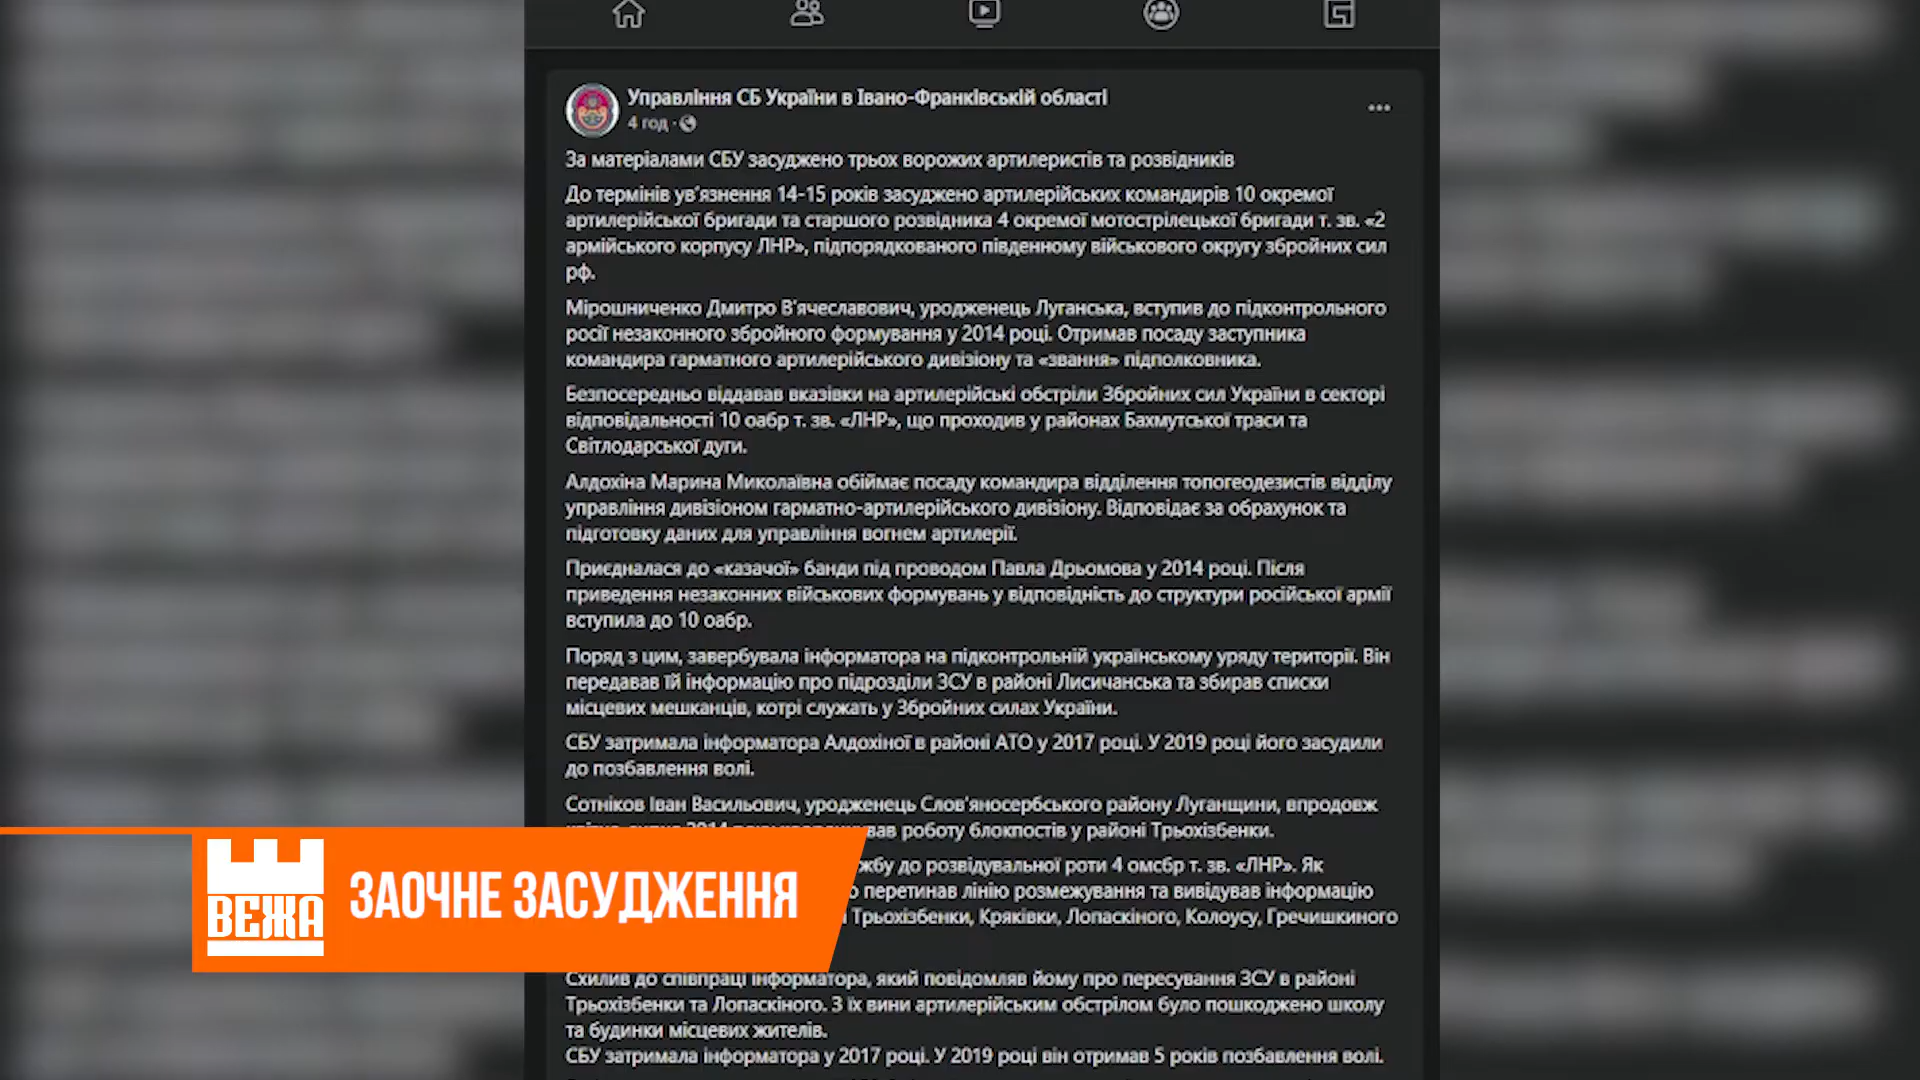 Управління СБ України в Івано-Франківській області
4 год ·
За матеріалами СБУ засуджено трьох ворожих артилеристів та розвідників
До термінів ув'язнення 14-15 років засуджено артилерійських командирів 10 окремої
артилерійської бригади та старшого розвідника 4 окремої мотострілецької бригади т. зв. «2
армійського корпусу ЛНР», підпорядкованого південному військового округу збройних сил
рф.
Мірошниченко Дмитро В'ячеславович, уродженець Луганська, вступив до підконтрольного
росії незаконного збройного формування у 2014 році. Отримав посаду заступника
командира гарматного артилерійського дивізіону та «звання» підполковника.
Безпосередньо віддавав вказівки на артилерійські обстріли Збройних сил України в секторі
відповідальності 10 оабр т. зв. «ЛНР», що проходив у районах Бахмутської траси та
Світлодарської дуги.
Алдохіна Марина Миколаївна обіймає посаду командира відділення топогеодезистів відділу
управління дивізіоном гарматно-артилерійського дивізіону. Відповідає за обрахунок та
підготовку даних для управління вогнем артилерії.
Приєдналася до «казачої» банди під проводом Павла Дрьомова у 2014 році. Після
приведення незаконних військових формувань у відповідність до структури російської армії
вступила до 10 оабр.
Поряд з цим, завербувала інформатора на підконтрольній українському уряду території. Він
передавав їй інформацію про підрозділи ЗСУ в районі Лисичанська та збирав списки
місцевих мешканців, котрі служать у Збройних силах України.
СБУ затримала інформатора Алдохіної в районі АТО у 2017 році. У 2019 році його засудили
до позбавлення волі.
Сотніков Іван Васильович, уродженець Слов'яносербського району Луганщини, впродовж
2014 вав роботу блокпостів у районі Трьохізбенки.
жбу до розвідувальної роти 4 омсбр т. зв. «ЛНР». Як
перетинав лінію розмежування та вивідував інформацію
Трьохізбенки, Кряківки, Лопаскіного, Колоусу, Гречишкиного
ВЕЖА
ЗАОЧНЕ ЗАСУДЖЕННЯ
Схилив до співпраці інформатора, який повідомляв йому про пересування ЗСУ в районі
Трьохізбенки та Лопаскіного. З їх вини артилерійським обстрілом було пошкоджено школу
та будинки місцевих жителів.
СБУ затримала інформатора у 2017 році. У 2019 році він отримав 5 років позбавлення волі.